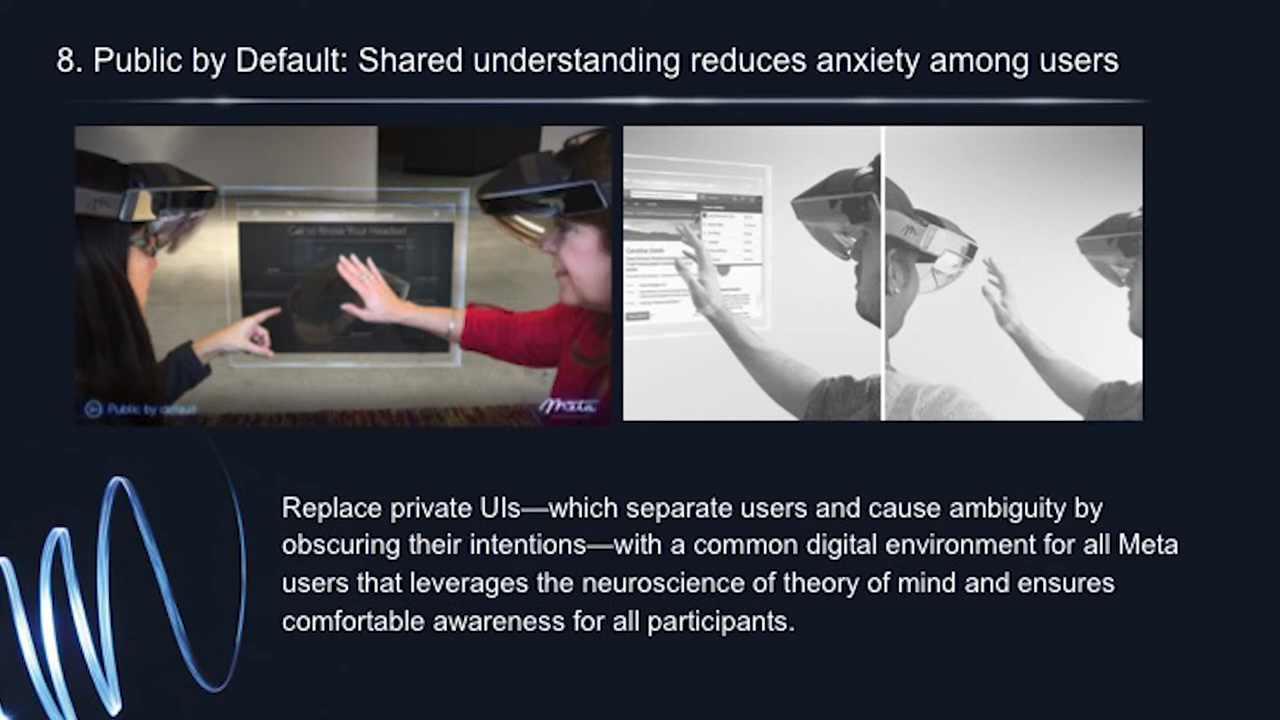 8. Public by Default: Shared understanding reduces anxiety among users
Get to Know Your Headset
Public by default
Meta
Replace private UIs—which separate users and cause ambiguity by
obscuring their intentions—with a common digital environment for all Meta
users that leverages the neuroscience of theory of mind and ensures
comfortable awareness for all participants.